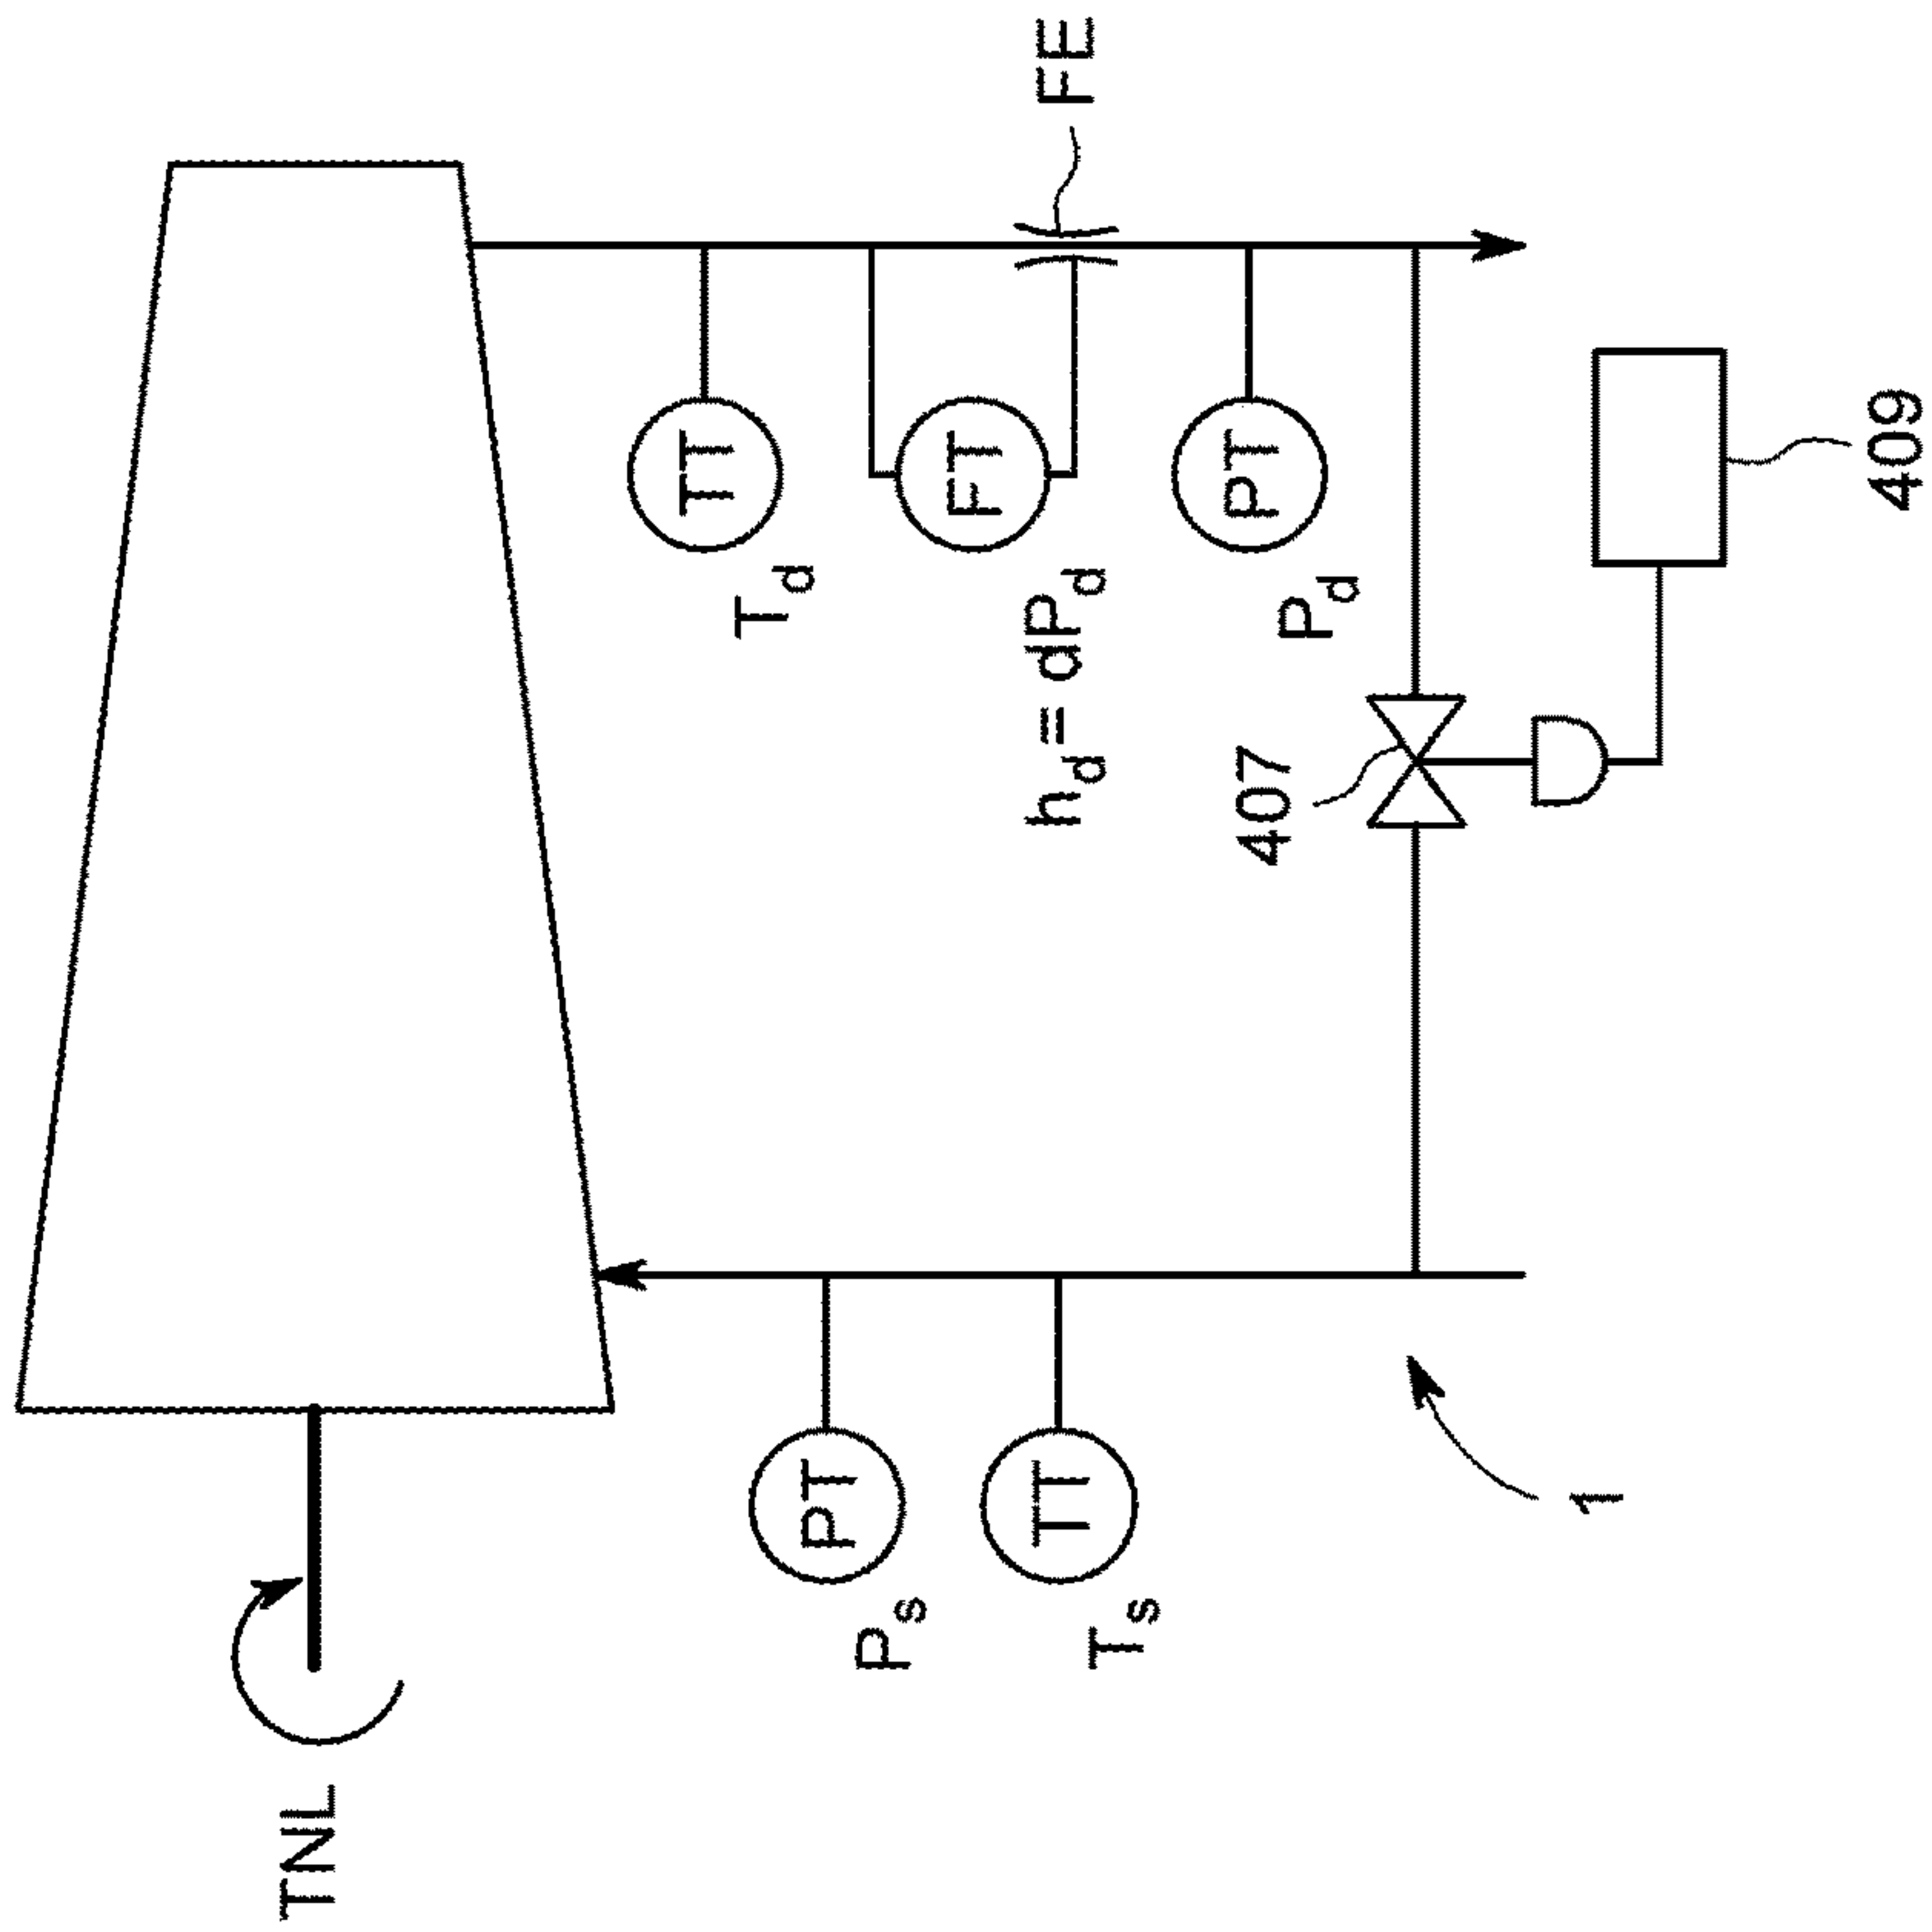 TNL
TT
T_d
FT
h_d = dP_d
FE
PT
P_d
PT
P_s
TT
T_s
407
409
1